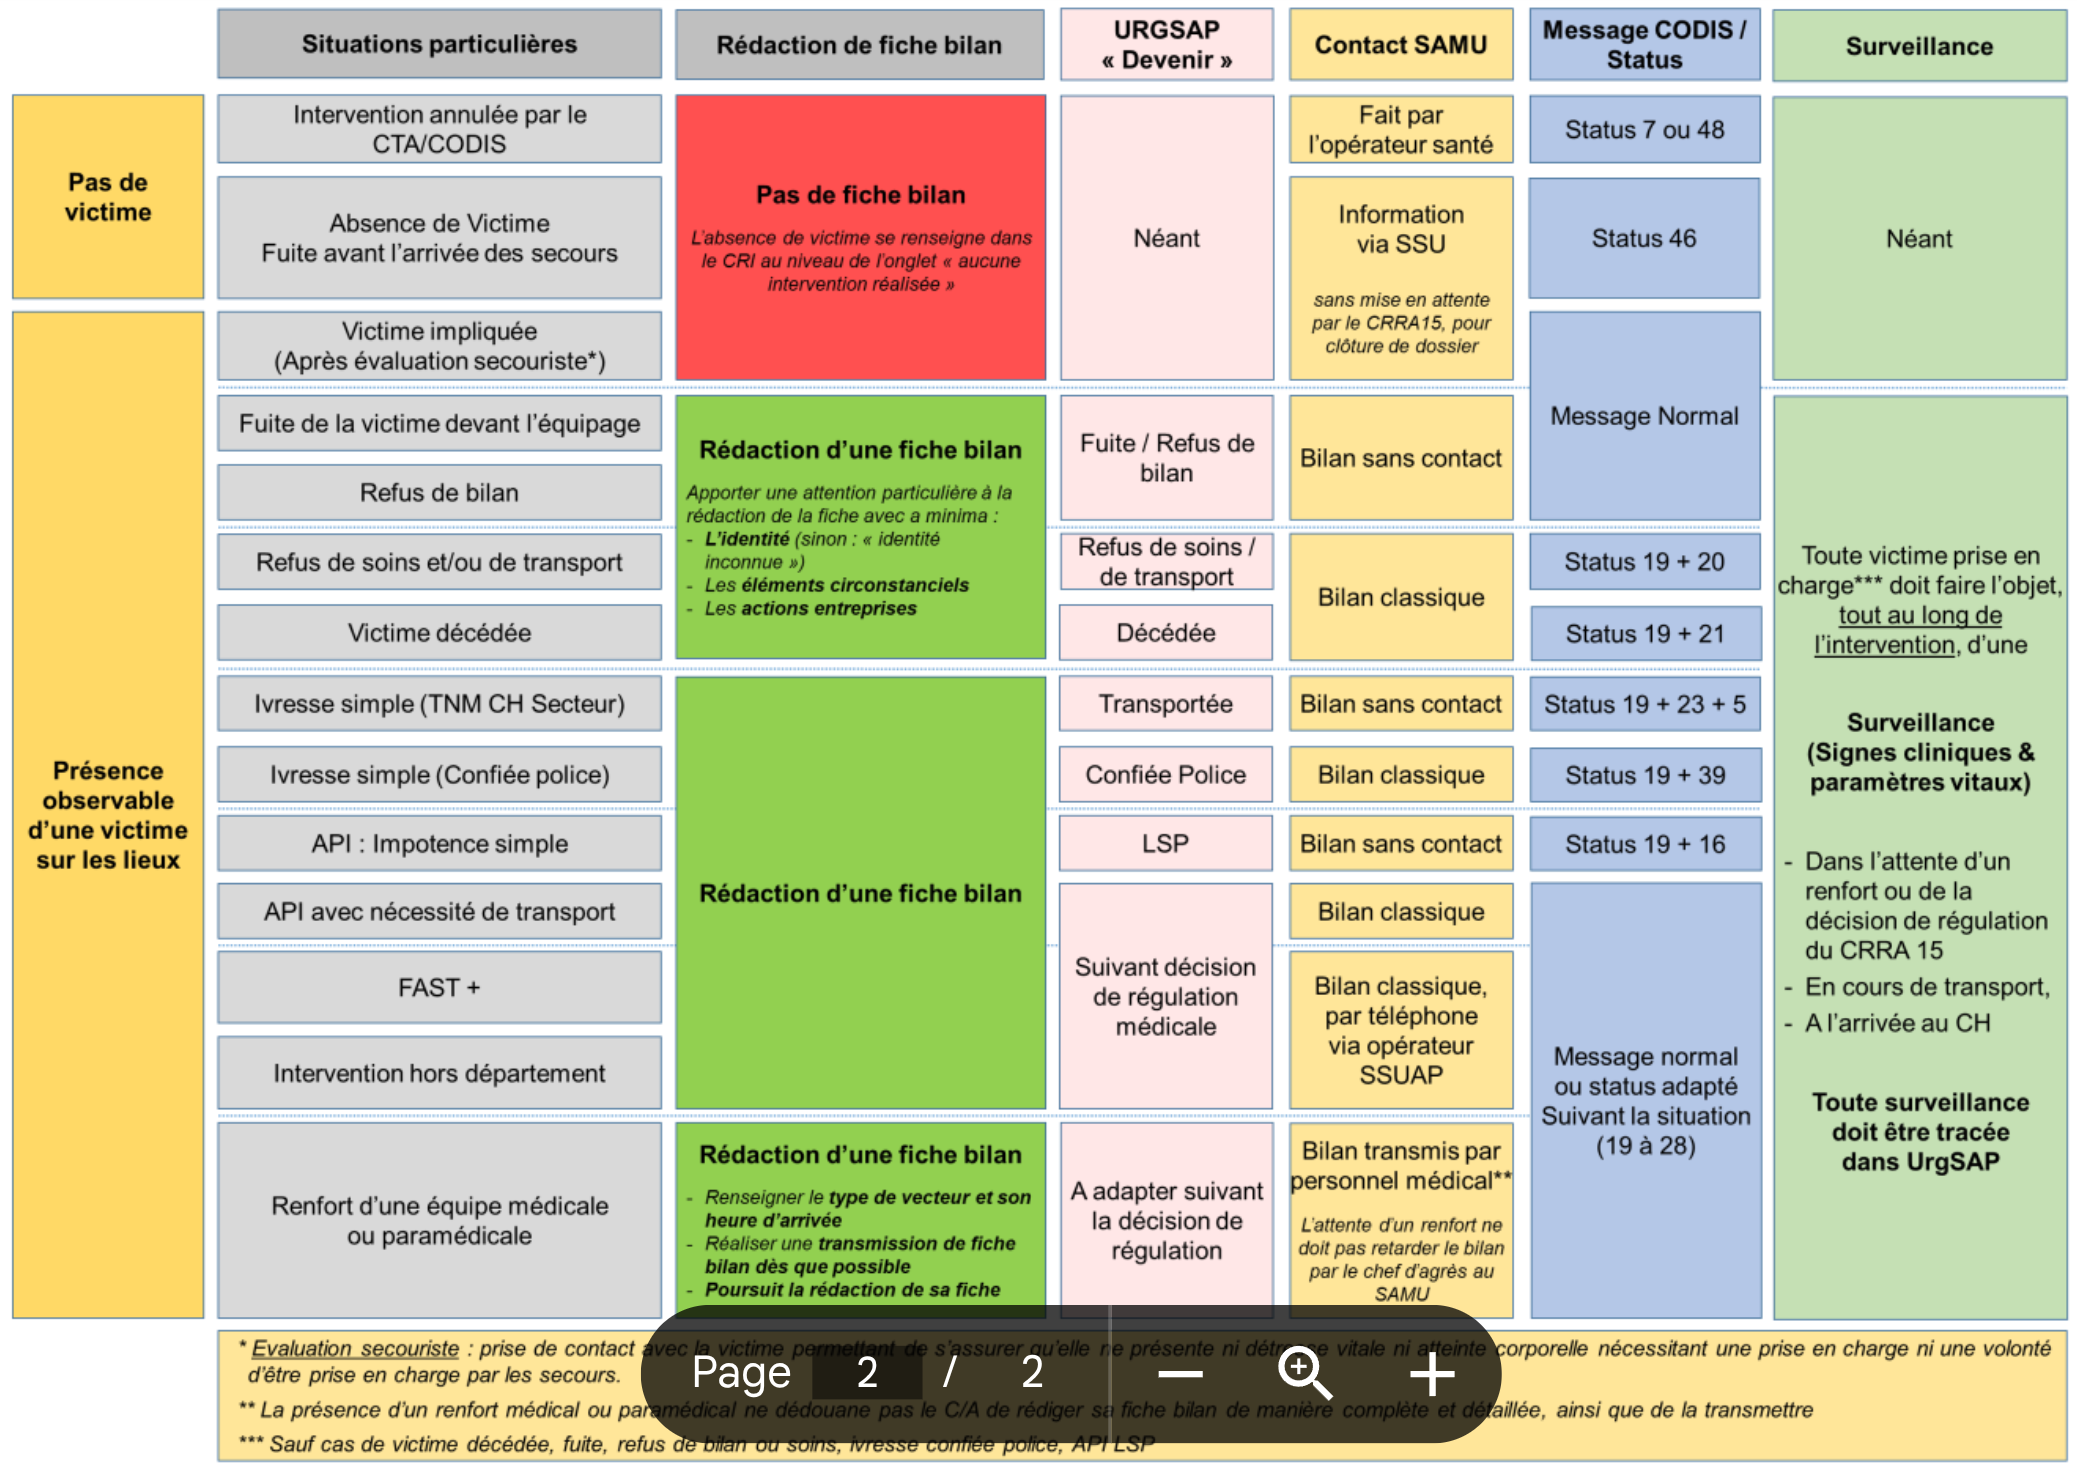 Situations particulières
Rédaction de fiche bilan
URGSAP
« Devenir »
Contact SAMU
Message CODIS /
Status
Surveillance
Pas de
victime
Intervention annulée par le
CTA/CODIS
Absence de Victime
Fuite avant l’arrivée des secours
Pas de fiche bilan
L’absence de victime se renseigne dans
le CRI au niveau de l’onglet « aucune
intervention réalisée »
Néant
Fait par
l’opérateur santé
Information
via SSU
sans mise en attente
par le CRRA15, pour
clôture de dossier
Status 7 ou 48
Status 46
Néant
Présence
observable
d’une victime
sur les lieux
Victime impliquée
(Après évaluation secouriste*)
Fuite de la victime devant l’équipage
Refus de bilan
Refus de soins et/ou de transport
Victime décédée
Ivresse simple (TNM CH Secteur)
Ivresse simple (Confiée police)
API : Impotence simple
API avec nécessité de transport
FAST +
Intervention hors département
Renfort d’une équipe médicale
ou paramédicale
Rédaction d’une fiche bilan
Apporter une attention particulière à la
rédaction de la fiche avec a minima :
- L’identité (sinon : « identité
inconnue »)
- Les éléments circonstanciels
- Les actions entreprises
Rédaction d’une fiche bilan
Rédaction d’une fiche bilan
- Renseigner le type de vecteur et son
heure d’arrivée
- Réaliser une transmission de fiche
bilan dès que possible
- Poursuit la rédaction de sa fiche
Fuite / Refus de
bilan
Refus de soins /
de transport
Décédée
Transportée
Confiée Police
LSP
Suivant décision
de régulation
médicale
A adapter suivant
la décision de
régulation
Bilan sans contact
Bilan classique
Bilan sans contact
Bilan classique
Bilan sans contact
Bilan classique
Bilan classique,
par téléphone
via opérateur
SSUAP
Bilan transmis par
personnel médical**
L’attente d’un renfort ne
doit pas retarder le bilan
par le chef d’agrès au
SAMU
Message Normal
Status 19 + 20
Status 19 + 21
Status 19 + 23 + 5
Status 19 + 39
Status 19 + 16
Message normal
ou status adapté
Suivant la situation
(19 à 28)
Toute victime prise en
charge*** doit faire l’objet,
tout au long de
l’intervention, d’une
Surveillance
(Signes cliniques &
paramètres vitaux)
- Dans l’attente d’un
renfort ou de la
décision de régulation
du CRRA 15
- En cours de transport,
- A l’arrivée au CH
Toute surveillance
doit être tracée
dans UrgSAP
* Evaluation secouriste : prise de contact avec la victime permettant de s’assurer qu’elle ne présente ni détresse vitale ni atteinte corporelle nécessitant une prise en charge ni une volonté
d’être prise en charge par les secours.
** La présence d’un renfort médical ou paramédical ne dédouane pas le C/A de rédiger sa fiche bilan de manière complète et détaillée, ainsi que de la transmettre
*** Sauf cas de victime décédée, fuite, refus de bilan ou soins, ivresse confiée police, API LSP
Page 2 / 2